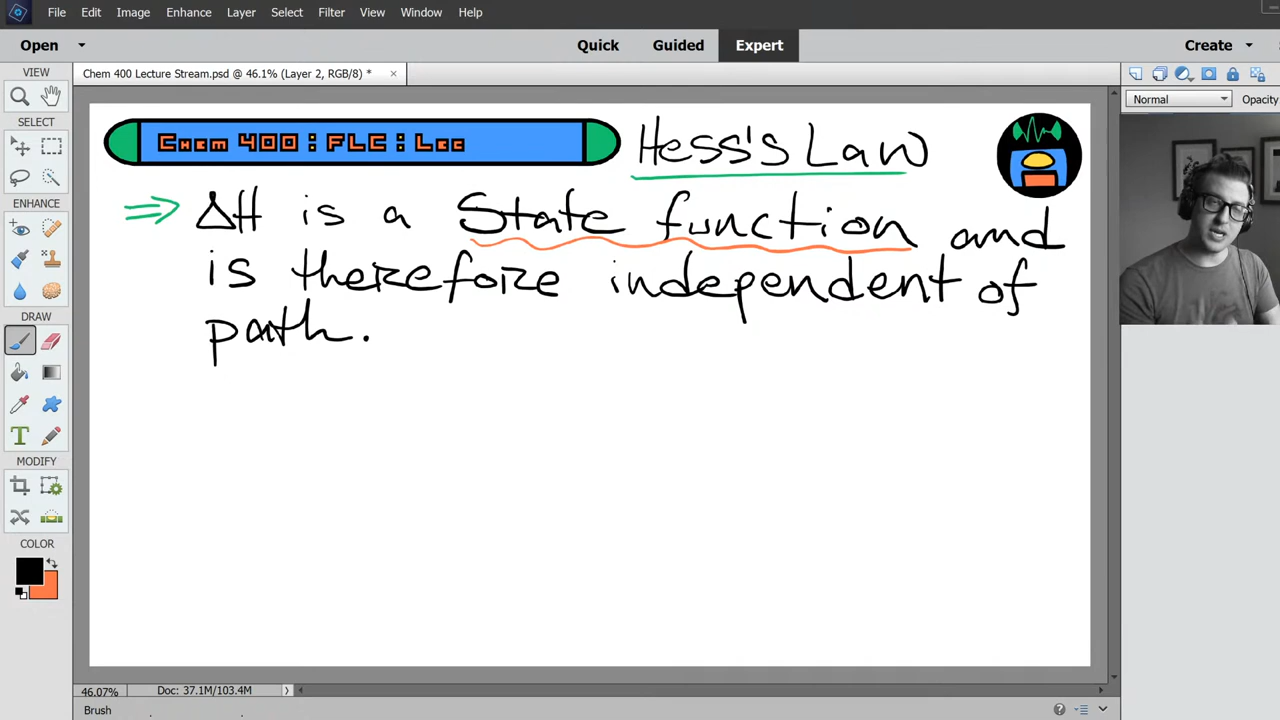 File Edit Image Enhance Layer Select Filter View Window Help
Open Quick Guided Expert Create
VIEW
Chem 400 Lecture Stream.psd @ 46.1% (Layer 2, RGB/8) * ×
Normal Opacity
SELECT
Chem 400 : FLC : Lec Hess's Law
⇒ ΔH is a State function and
is therefore independent of
path.
ENHANCE
DRAW
T
MODIFY
COLOR
46.07% Doc: 37.1M/103.4M
Brush